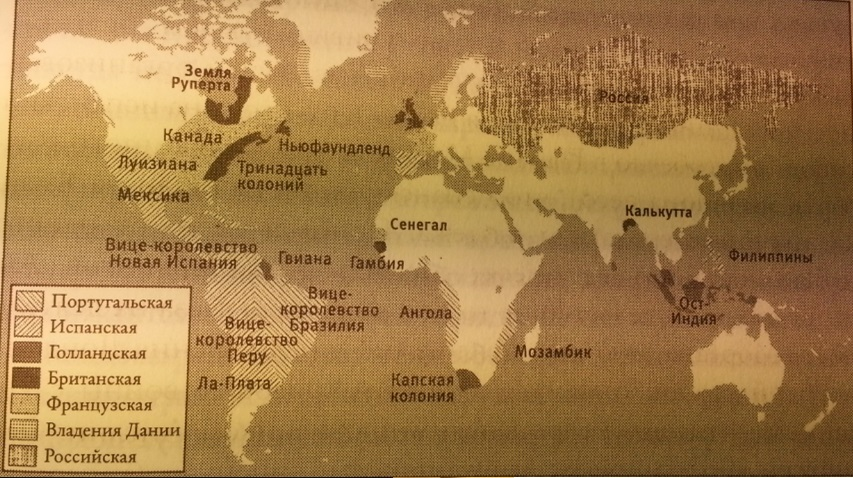 Земля
Руперта
Россия
Канада
Ньюфаундленд
Луизиана
Тринадцать
колоний
Мексика
Калькутта
Сенегал
Вице-королевство
Новая Испания
Гвиана
Гамбия
Филиппины
Вице-
королевство
Бразилия
Ангола
Ост-
Индия
Вице-
королевство
Перу
Мозамбик
Ла-Плата
Капская
колония
Португальская
Испанская
Голландская
Британская
Французская
Владения Дании
Российская